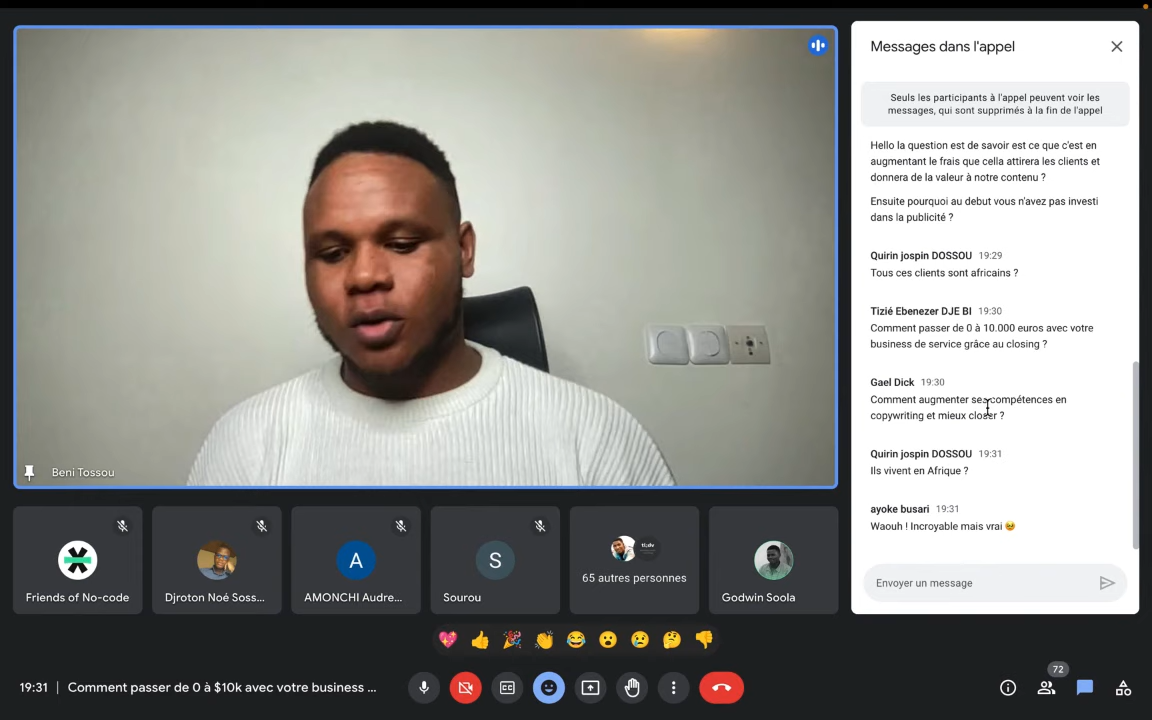 Messages dans l'appel
Seuls les participants à l'appel peuvent voir les
messages, qui sont supprimés à la fin de l'appel
Hello la question est de savoir est ce que c'est en
augmentant le frais que cella attirera les clients et
donnera de la valeur à notre contenu ?
Ensuite pourquoi au debut vous n'avez pas investi
dans la publicité ?
Quirin jospin DOSSOU 19:29
Tous ces clients sont africains ?
Tizié Ebenezer DJE BI 19:30
Comment passer de 0 à 10.000 euros avec votre
business de service grâce au closing ?
Gael Dick 19:30
Comment augmenter ses compétences en
copywriting et mieux closer ?
Quirin jospin DOSSOU 19:31
Ils vivent en Afrique ?
ayoke busari 19:31
Waouh ! Incroyable mais vrai 🥹
Envoyer un message
Beni Tossou
Friends of No-code
Djroton Noé Soss...
A
AMONCHI Audre...
S
Sourou
65 autres personnes
Godwin Soola
19:31 | Comment passer de 0 à $10k avec votre business ...
72